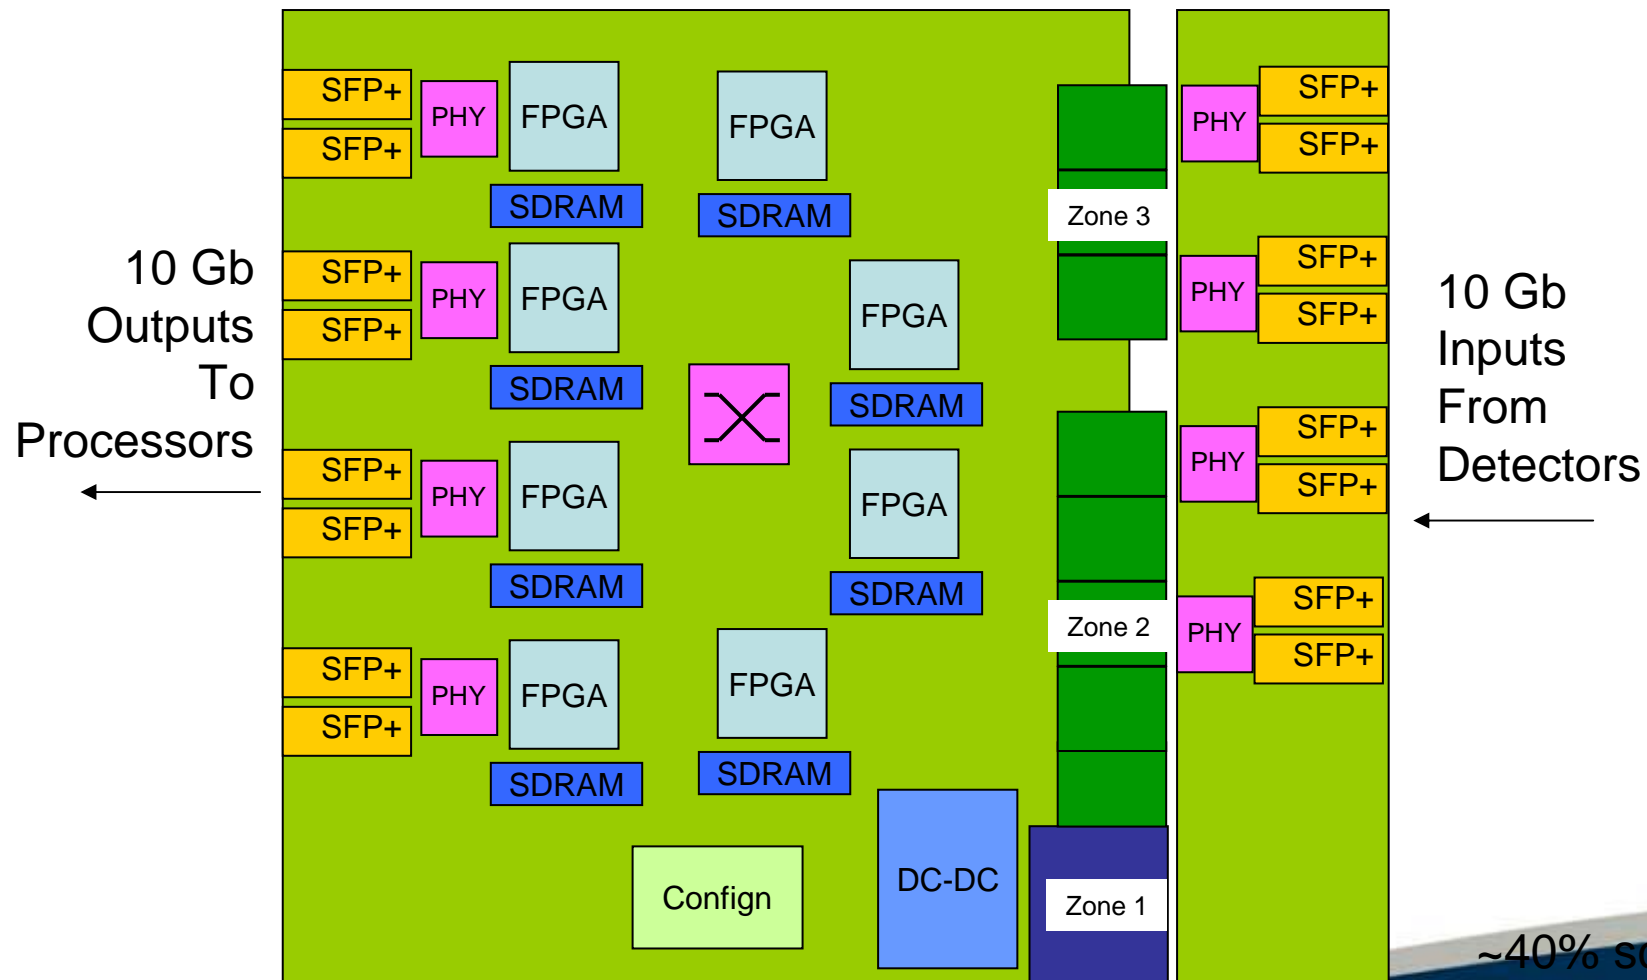 SFP+
SFP+
PHY
FPGA
SDRAM
FPGA
SDRAM
Zone 3
PHY
SFP+
SFP+
10 Gb
Outputs
To
Processors
SFP+
SFP+
PHY
FPGA
SDRAM
FPGA
SDRAM
PHY
SFP+
SFP+
10 Gb
Inputs
From
Detectors
SFP+
SFP+
PHY
FPGA
SDRAM
FPGA
SDRAM
PHY
SFP+
SFP+
Zone 2
PHY
SFP+
SFP+
SFP+
SFP+
PHY
FPGA
SDRAM
FPGA
SDRAM
Confign
DC-DC
Zone 1
~40%